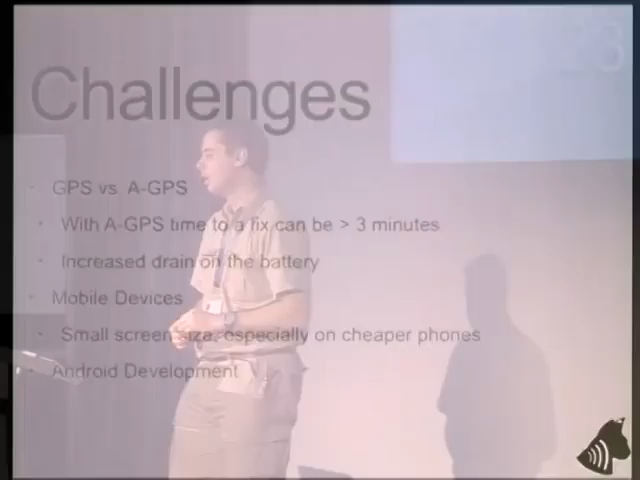 Challenges
GPS vs A-GPS
With A-GPS time to a fix can be > 3 minutes
Increased drain on the battery
Mobile Devices
Small screen size, especially on cheaper phones
Android Development